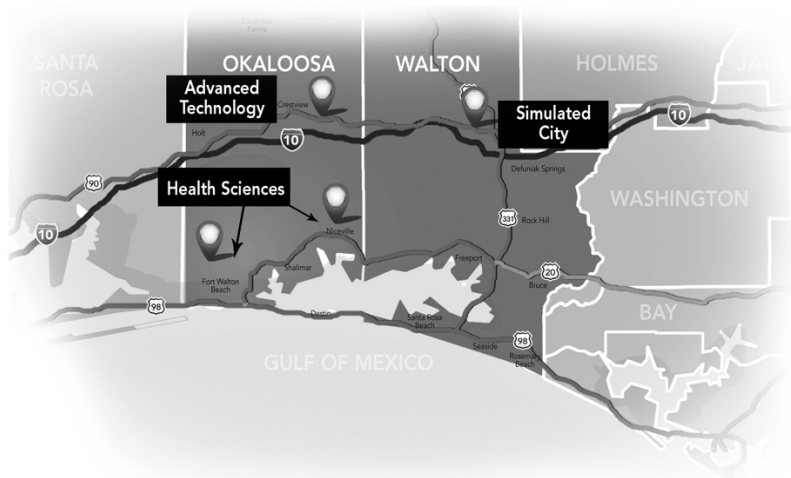 SANTA
ROSA
OKALOOSA
WALTON
HOLMES
Advanced
Technology
Crestview
Simulated
City
Holt
10
10
Defuniak Springs
90
Health Sciences
WASHINGTON
331
Rock Hill
10
Niceville
Shalimar
Freeport
20
Bruce
Fort Walton
Beach
98
Destin
Santa Rosa
Beach
BAY
98
Seaside
Rosemary
Beach
GULF OF MEXICO